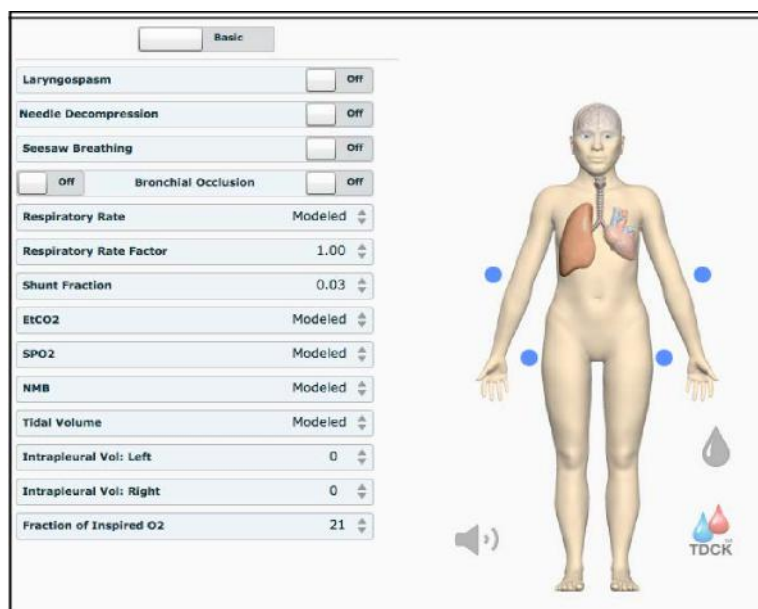 Basic
Laryngospasm Off
Needle Decompression Off
Seesaw Breathing Off
Off Bronchial Occlusion Off
Respiratory Rate Modeled
Respiratory Rate Factor 1.00
Shunt Fraction 0.03
EtCO2 Modeled
SPO2 Modeled
NMB Modeled
Tidal Volume Modeled
Intrapleural Vol: Left 0
Intrapleural Vol: Right 0
Fraction of Inspired O2 21
TDCK